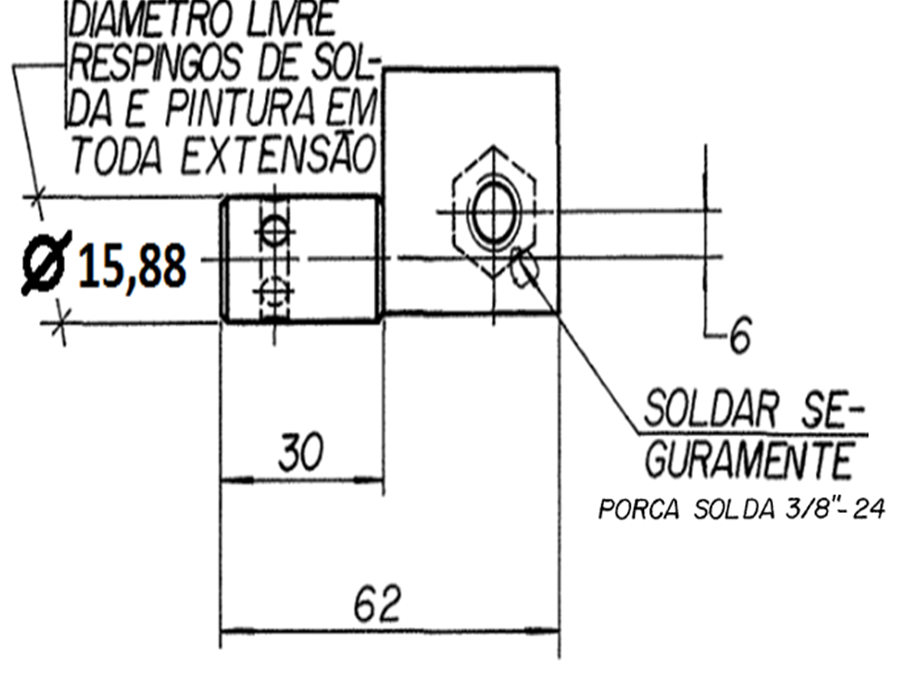 DIAMETRO LIVRE
RESPINGOS DE SOL-
DA E PINTURA EM
TODA EXTENSÃO
Ø 15,88
6
SOLDAR SE-
GURAMENTE
PORCA SOLDA 3/8"-24
30
62